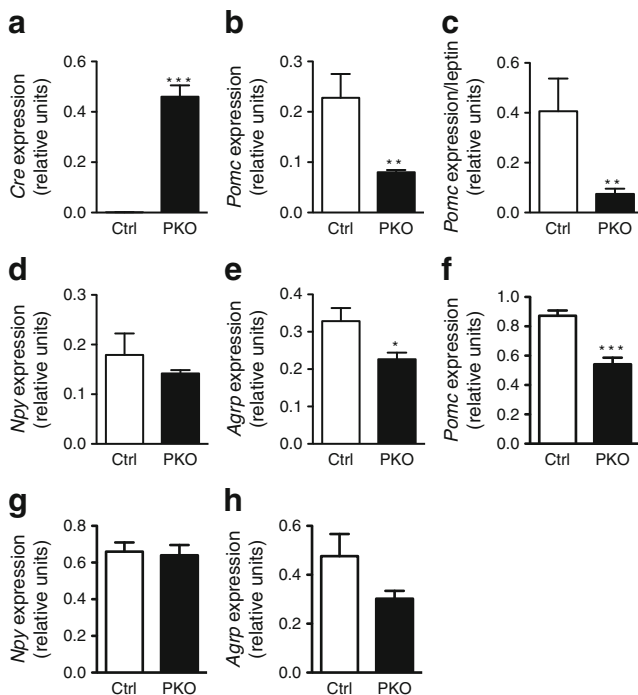 a
Cre expression
(relative units)
0.6
0.4
0.2
0.0
***
Ctrl
PKO
b
Pomc expression
(relative units)
0.3
0.2
0.1
0.0
**
Ctrl
PKO
c
Pomc expression/leptin
(relative units)
0.6
0.4
0.2
0.0
**
Ctrl
PKO
d
Npy expression
(relative units)
0.3
0.2
0.1
0.0
Ctrl
PKO
e
Agrp expression
(relative units)
0.4
0.3
0.2
0.1
0.0
*
Ctrl
PKO
f
Pomc expression
(relative units)
1.0
0.8
0.6
0.4
0.2
0.0
***
Ctrl
PKO
g
Npy expression
(relative units)
0.8
0.6
0.4
0.2
0.0
Ctrl
PKO
h
Agrp expression
(relative units)
0.6
0.4
0.2
0.0
Ctrl
PKO